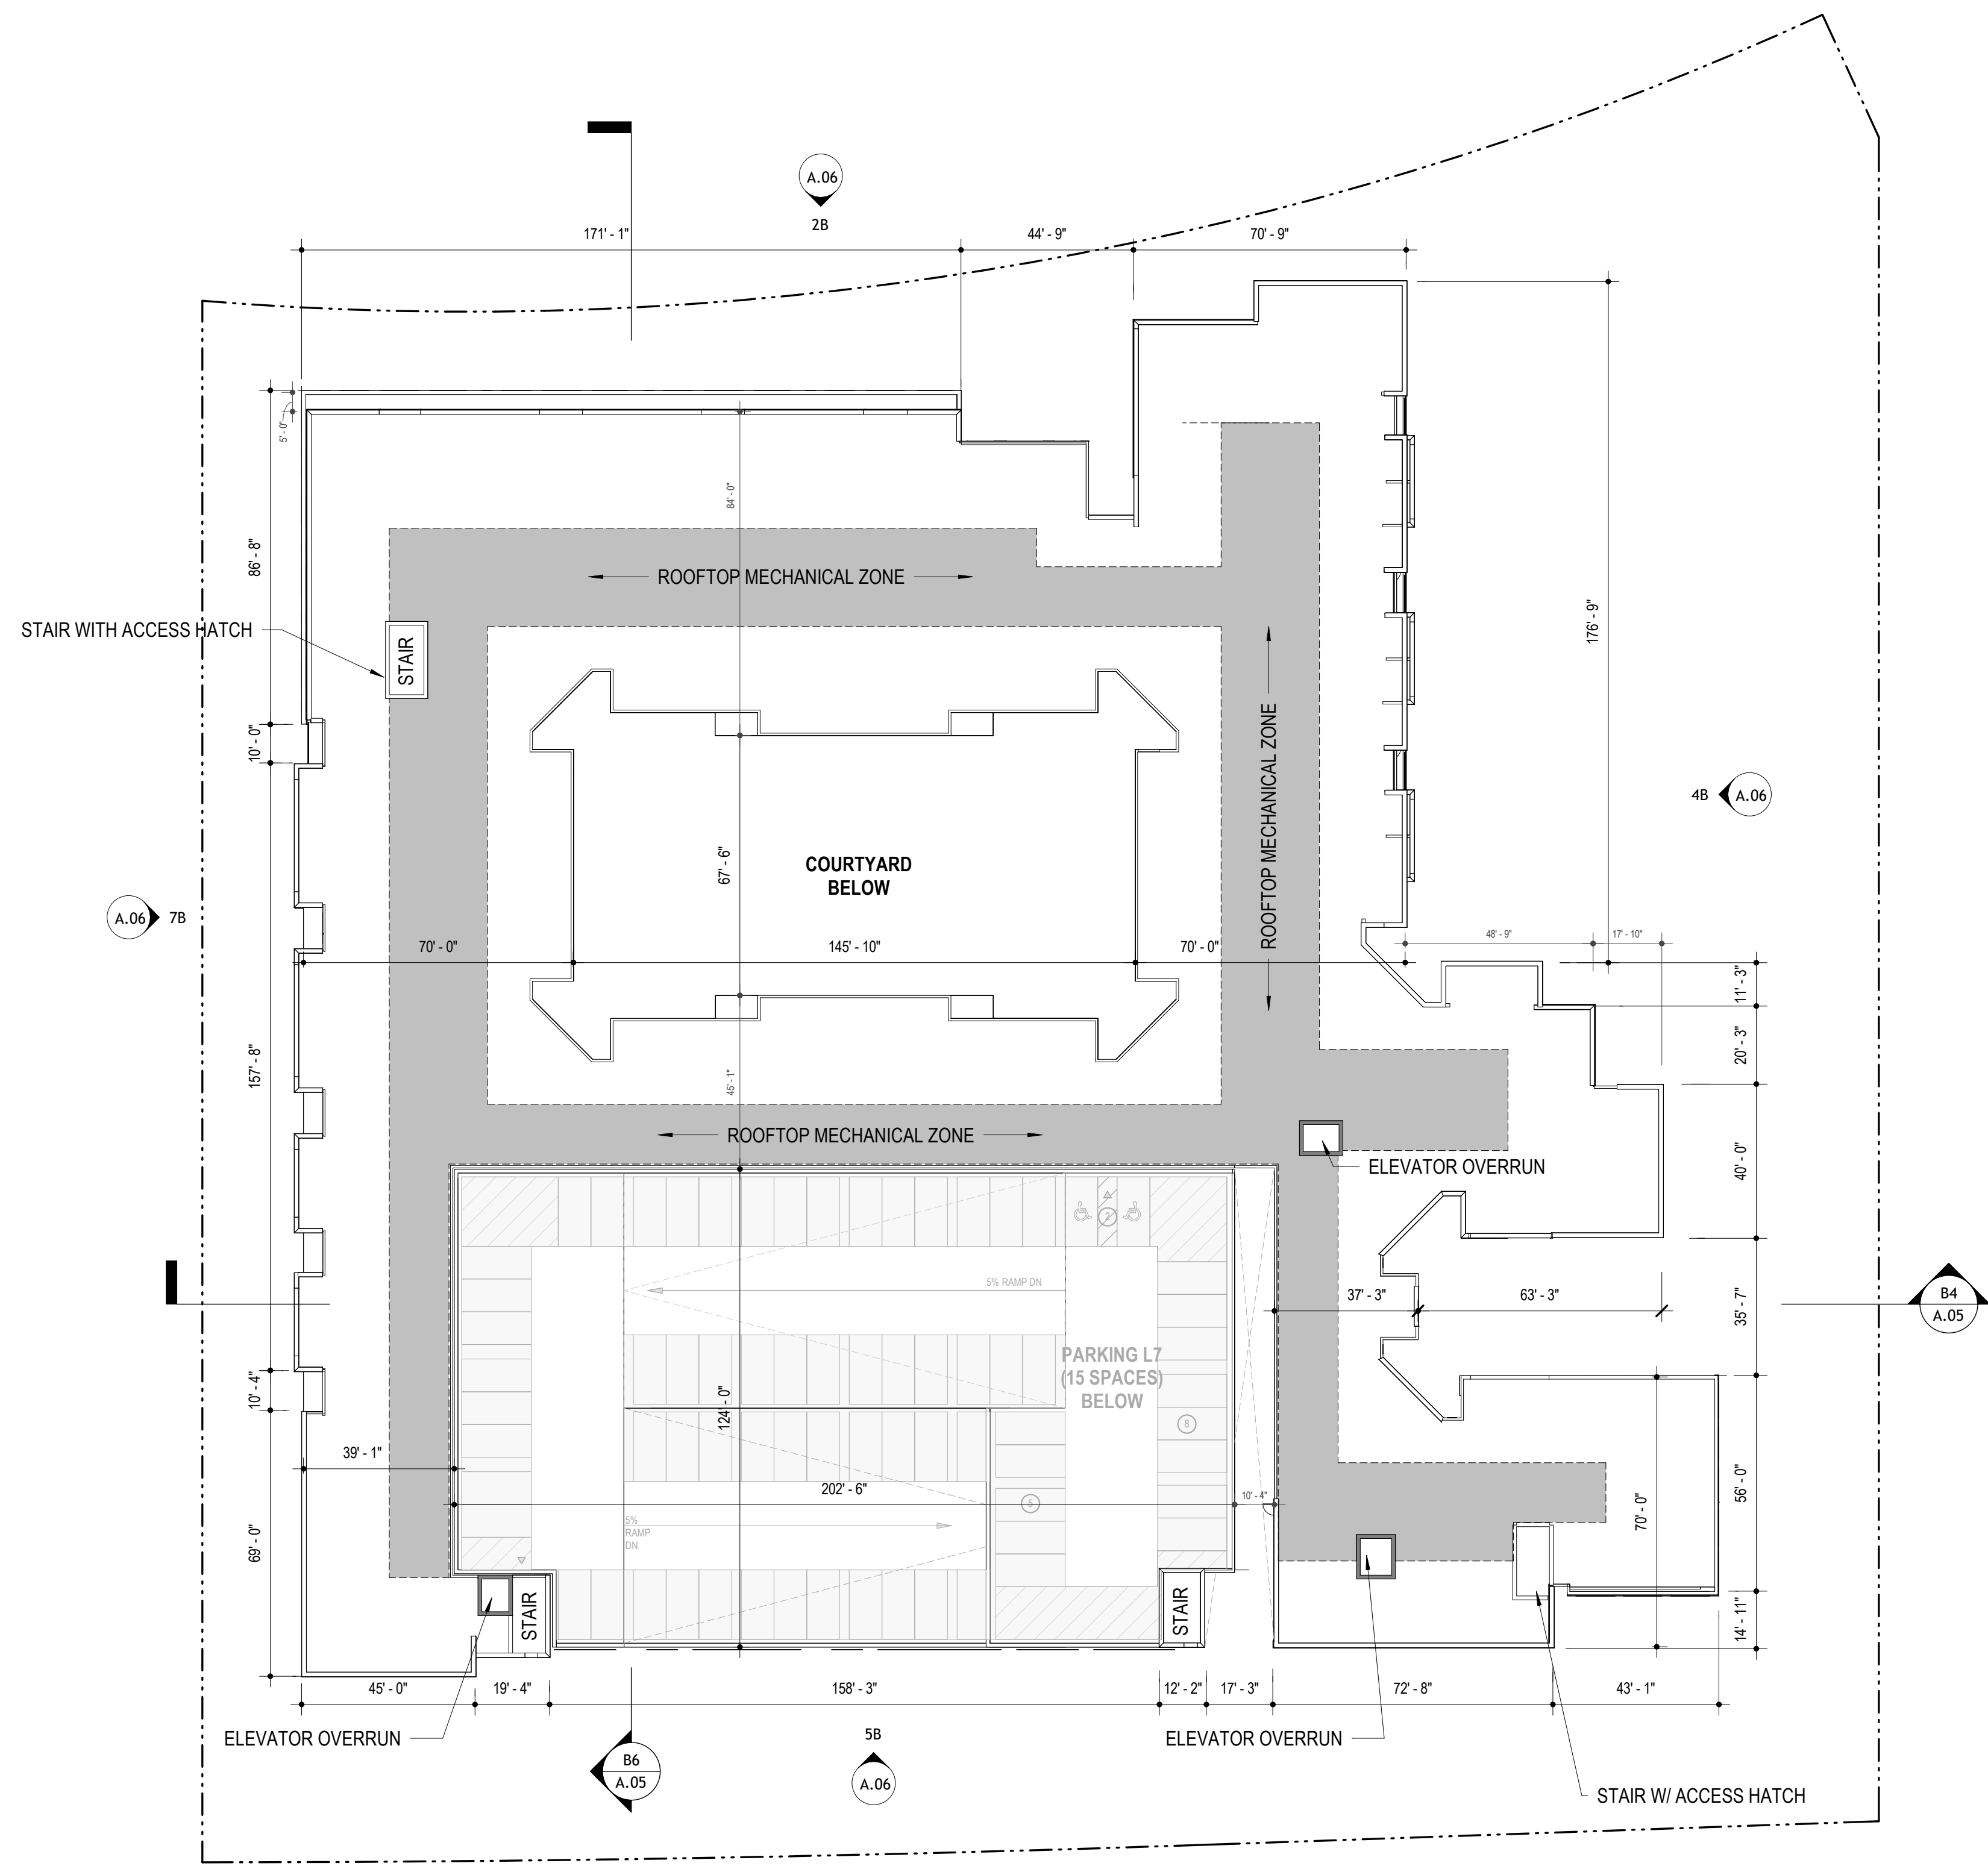 A.06
2B
171' - 1"
44' - 9"
70' - 9"
5' - 0"
84' - 0"
86' - 8"
ROOFTOP MECHANICAL ZONE
STAIR WITH ACCESS HATCH
STAIR
176' - 9"
10' - 0"
ROOFTOP MECHANICAL ZONE
4B
A.06
67' - 6"
COURTYARD
BELOW
A.06
7B
70' - 0"
145' - 10"
70' - 0"
48' - 9"
17' - 10"
11' - 3"
20' - 3"
157' - 8"
45' - 1"
ROOFTOP MECHANICAL ZONE
ELEVATOR OVERRUN
40' - 0"
2
5% RAMP DN
37' - 3"
63' - 3"
35' - 7"
B4
A.05
PARKING L7
(15 SPACES)
BELOW
10' - 4"
124' - 0"
8
39' - 1"
202' - 6"
10' - 4"
5
5%
RAMP
DN
56' - 0"
70' - 0"
69' - 0"
STAIR
STAIR
14' - 11"
45' - 0"
19' - 4"
158' - 3"
12' - 2"
17' - 3"
72' - 8"
43' - 1"
ELEVATOR OVERRUN
5B
ELEVATOR OVERRUN
B6
A.05
A.06
STAIR W/ ACCESS HATCH